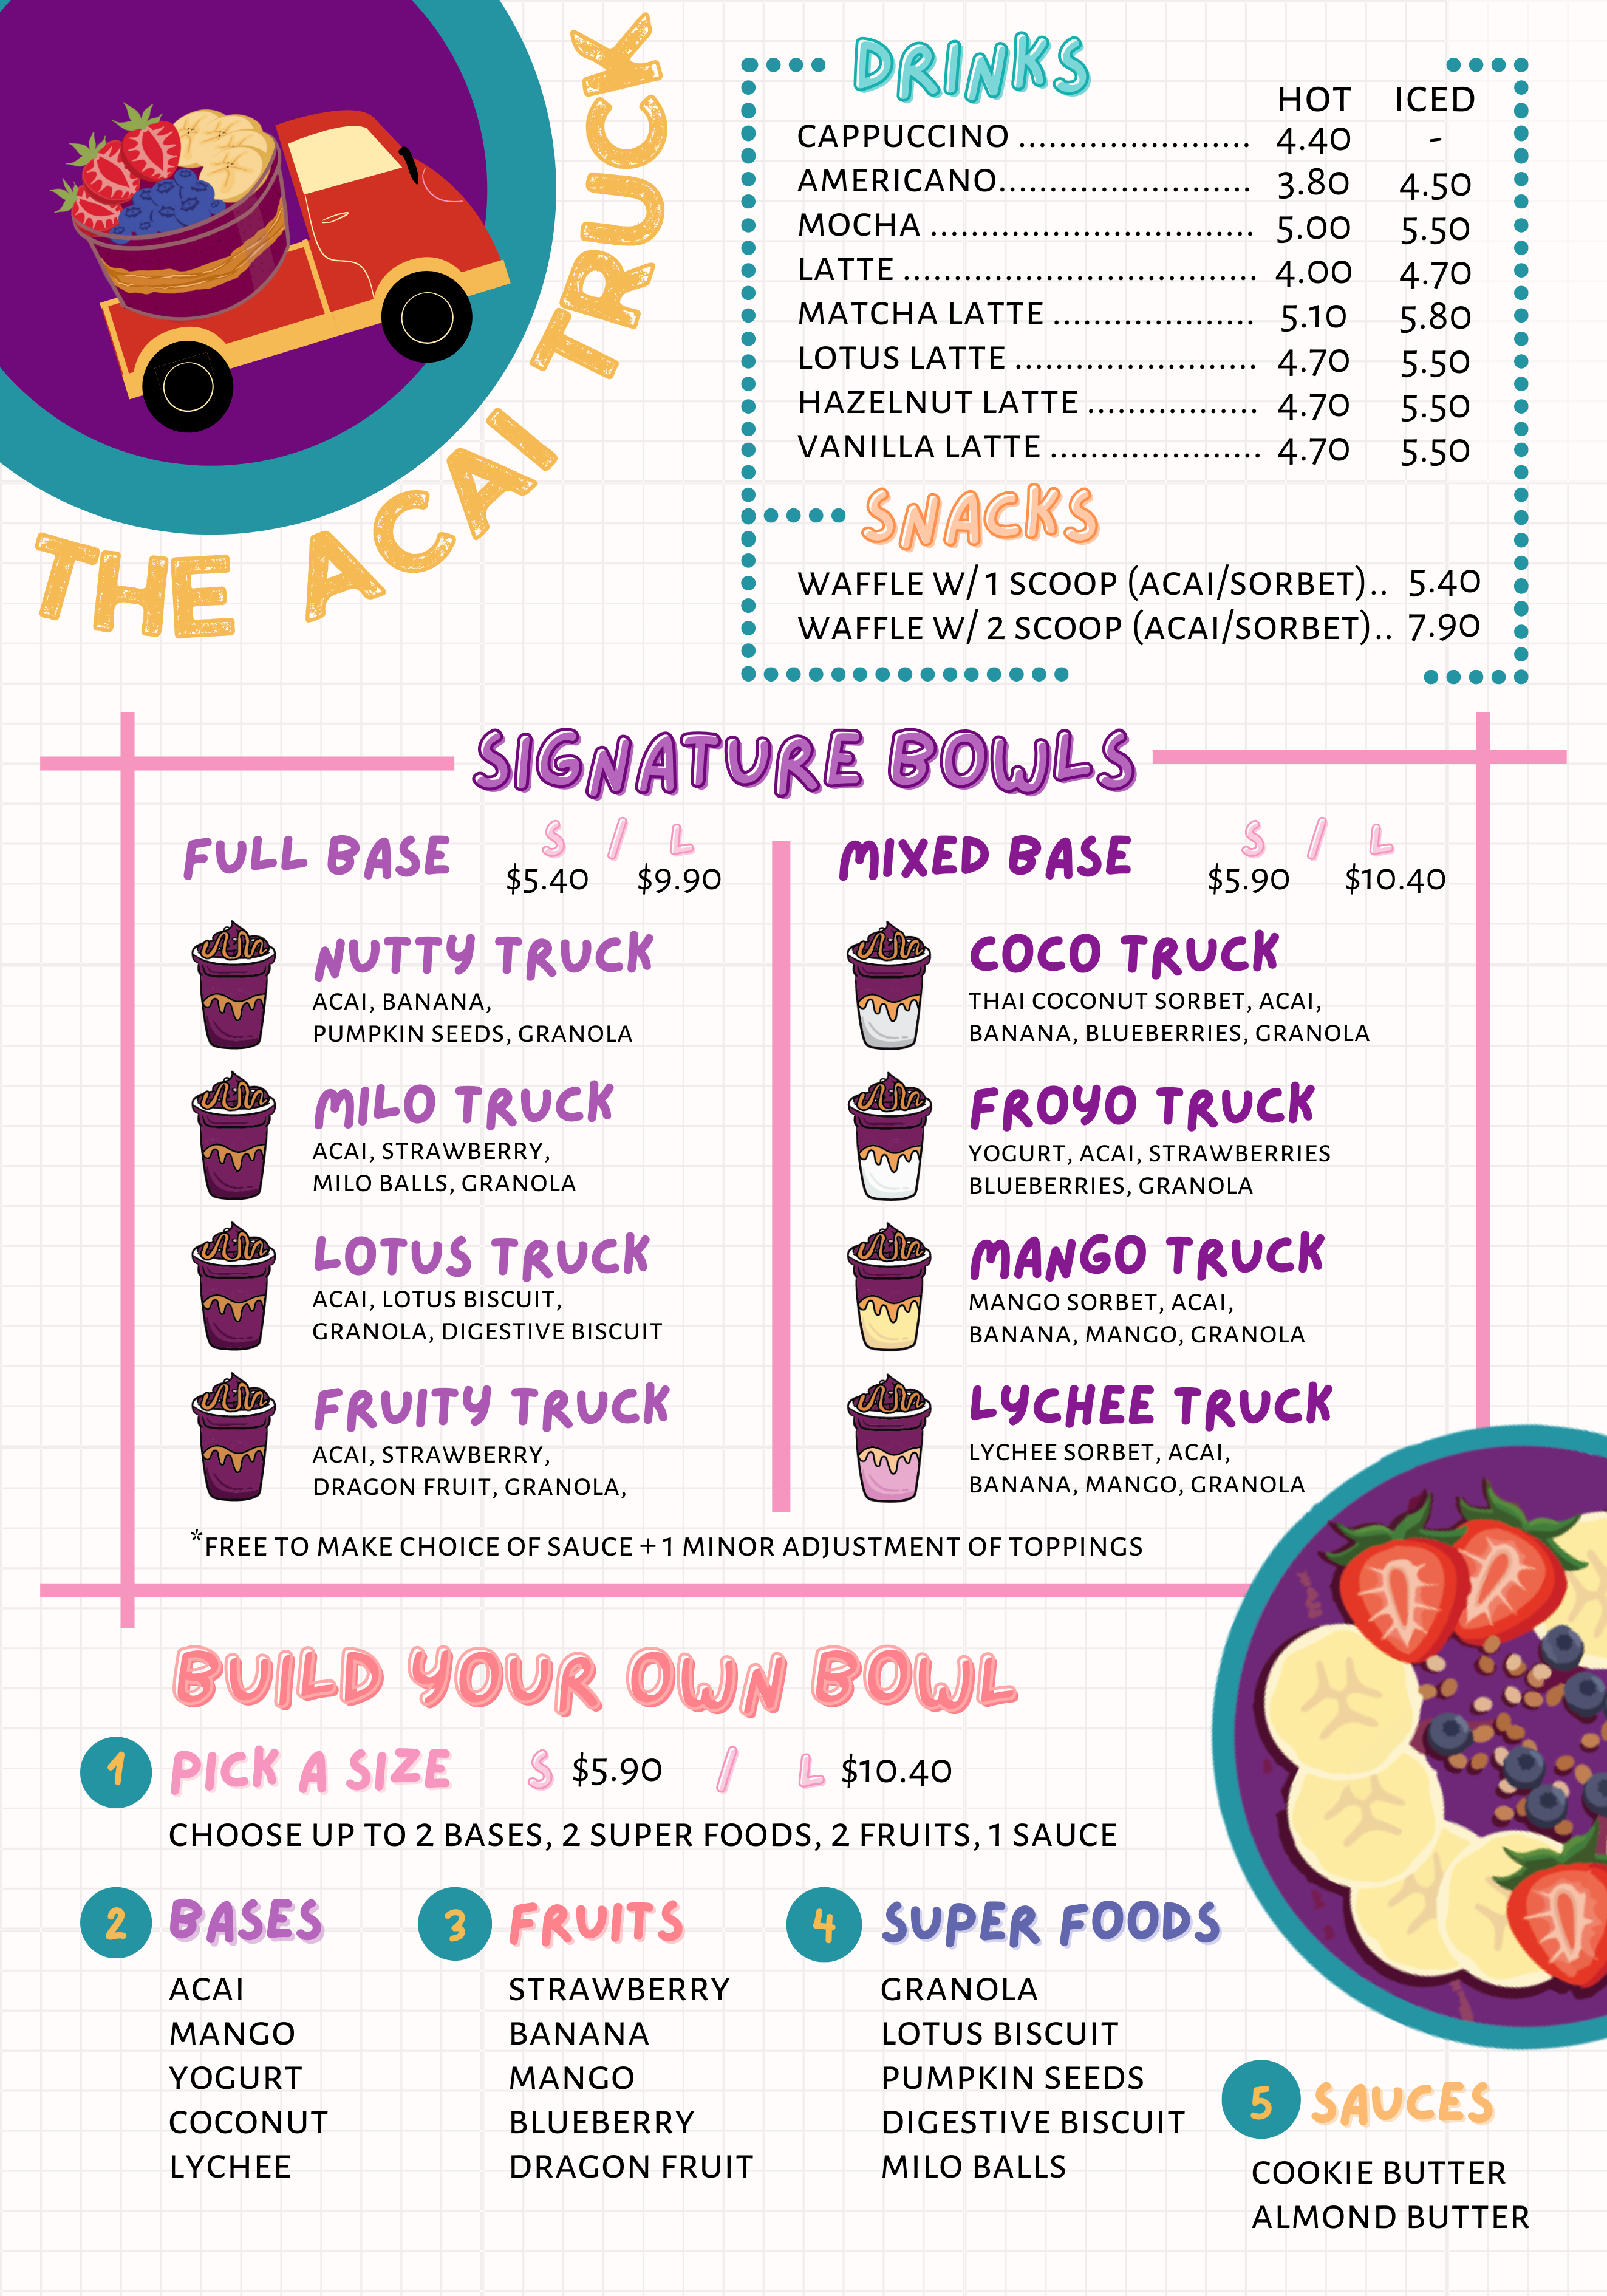 THE ACAI TRUCK
DRINKS
HOT ICED
CAPPUCCINO ....................... 4.40 -
AMERICANO......................... 3.80 4.50
MOCHA ................................ 5.00 5.50
LATTE ................................... 4.00 4.70
MATCHA LATTE .................... 5.10 5.80
LOTUS LATTE ........................ 4.70 5.50
HAZELNUT LATTE ................. 4.70 5.50
VANILLA LATTE ..................... 4.70 5.50
SNACKS
WAFFLE W/ 1 SCOOP (ACAI/SORBET).. 5.40
WAFFLE W/ 2 SCOOP (ACAI/SORBET).. 7.90
SIGNATURE BOWLS
FULL BASE S / L
$5.40 $9.90
NUTTY TRUCK
ACAI, BANANA,
PUMPKIN SEEDS, GRANOLA
MILO TRUCK
ACAI, STRAWBERRY,
MILO BALLS, GRANOLA
LOTUS TRUCK
ACAI, LOTUS BISCUIT,
GRANOLA, DIGESTIVE BISCUIT
FRUITY TRUCK
ACAI, STRAWBERRY,
DRAGON FRUIT, GRANOLA,
MIXED BASE S / L
$5.90 $10.40
COCO TRUCK
THAI COCONUT SORBET, ACAI,
BANANA, BLUEBERRIES, GRANOLA
FROYO TRUCK
YOGURT, ACAI, STRAWBERRIES
BLUEBERRIES, GRANOLA
MANGO TRUCK
MANGO SORBET, ACAI,
BANANA, MANGO, GRANOLA
LYCHEE TRUCK
LYCHEE SORBET, ACAI,
BANANA, MANGO, GRANOLA
*FREE TO MAKE CHOICE OF SAUCE + 1 MINOR ADJUSTMENT OF TOPPINGS
BUILD YOUR OWN BOWL
1 PICK A SIZE S $5.90 / L $10.40
CHOOSE UP TO 2 BASES, 2 SUPER FOODS, 2 FRUITS, 1 SAUCE
2 BASES
ACAI
MANGO
YOGURT
COCONUT
LYCHEE
3 FRUITS
STRAWBERRY
BANANA
MANGO
BLUEBERRY
DRAGON FRUIT
4 SUPER FOODS
GRANOLA
LOTUS BISCUIT
PUMPKIN SEEDS
DIGESTIVE BISCUIT
MILO BALLS
5 SAUCES
COOKIE BUTTER
ALMOND BUTTER